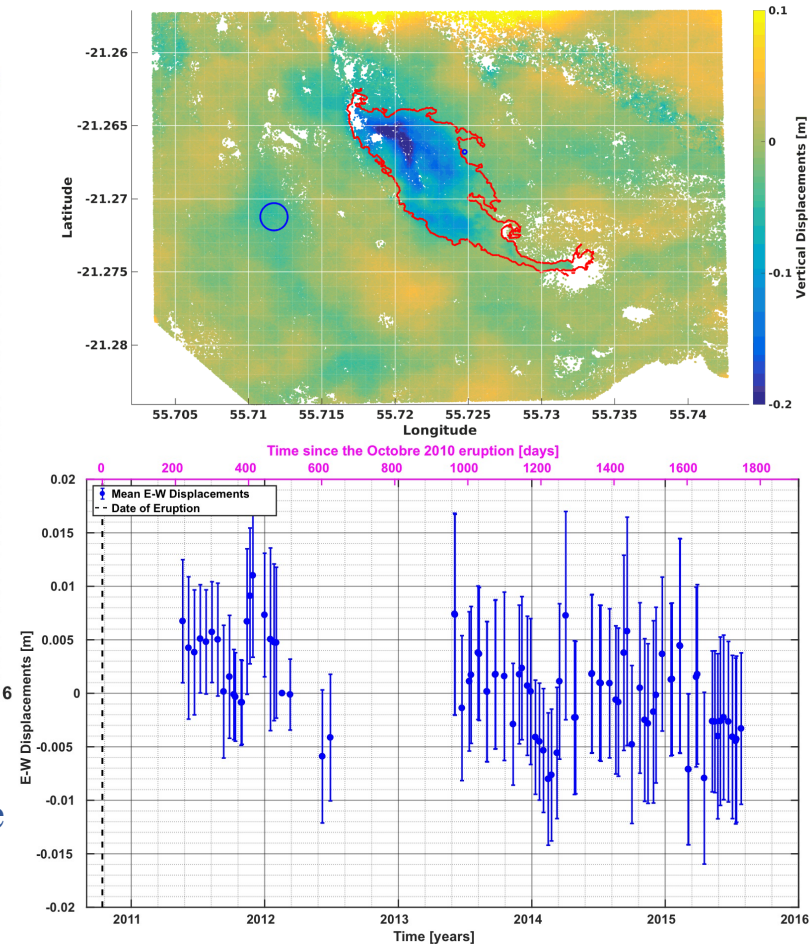 0.1
0
-0.1
-0.2
Vertical Displacements [m]
-21.26
-21.265
-21.27
-21.275
-21.28
Latitude
55.705 55.71 55.715 55.72 55.725 55.73 55.735 55.74
Longitude
Time since the Octobre 2010 eruption [days]
0 200 400 600 1000 1200 1400 1600 1800
0.02
0.015
0.01
0.005
0
-0.005
-0.01
-0.015
-0.02
E-W Displacements [m]
Mean E-W Displacements
Date of Eruption
6
e
2011 2012 2013 2014 2015 2016
Time [years]